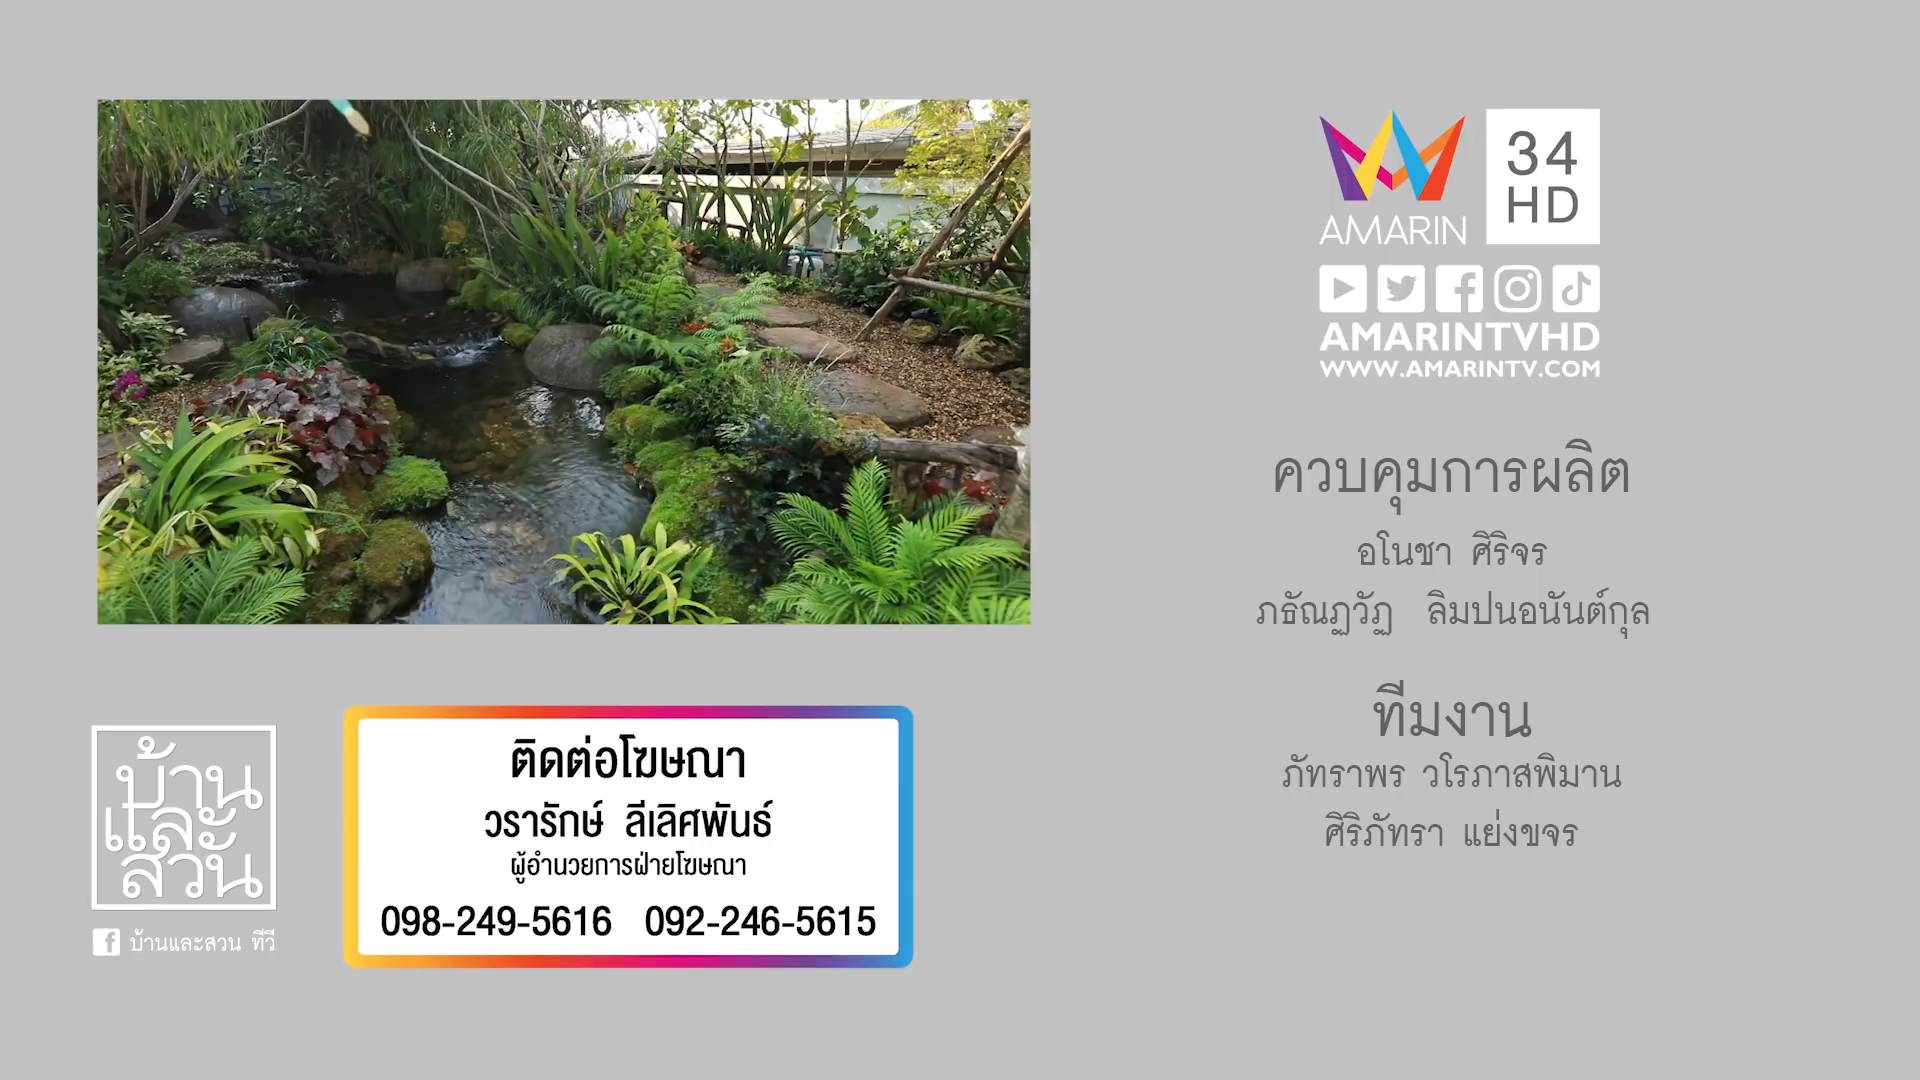 AMARIN
34
HD
AMARINTVHD
WWW.AMARINTV.COM
ควบคุมการผลิต
อโนชา ศิริจร
ภธัณฏวัฏ ลิมปนอนันต์กุล
ทีมงาน
ภัทราพร วโรภาสพิมาน
ศิริภัทรา แย่งขจร
บ้าน
และ
สวน
บ้านและสวน ทีวี
ติดต่อโฆษณา
วรารักษ์ ลีเลิศพันธ์
ผู้อำนวยการฝ่ายโฆษณา
098-249-5616 092-246-5615